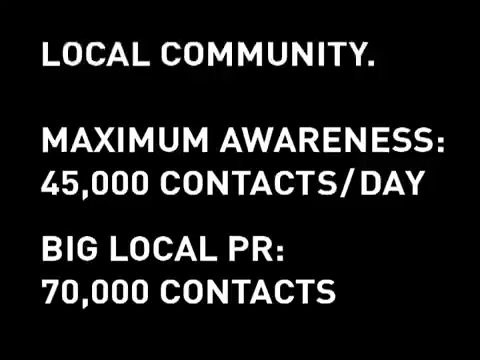 LOCAL COMMUNITY.
MAXIMUM AWARENESS:
45,000 CONTACTS/DAY
BIG LOCAL PR:
70,000 CONTACTS